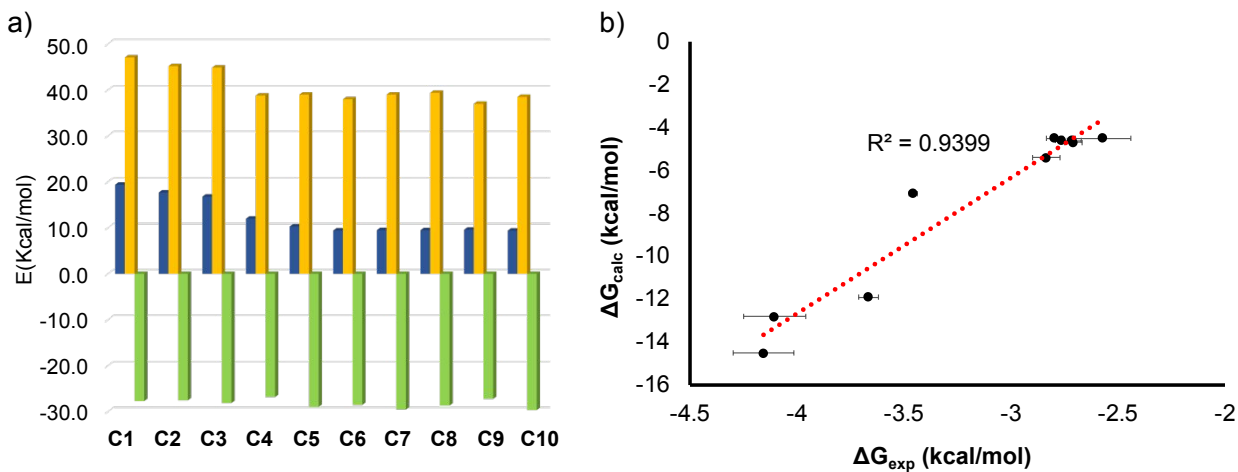 a)
E(Kcal/mol)
50.0
40.0
30.0
20.0
10.0
0.0
-10.0
-20.0
-30.0
C1 C2 C3 C4 C5 C6 C7 C8 C9 C10
b)
ΔGcalc (kcal/mol)
0
-2
-4
-6
-8
-10
-12
-14
-16
R² = 0.9399
-4.5 -4 -3.5 -3 -2.5 -2
ΔGexp (kcal/mol)